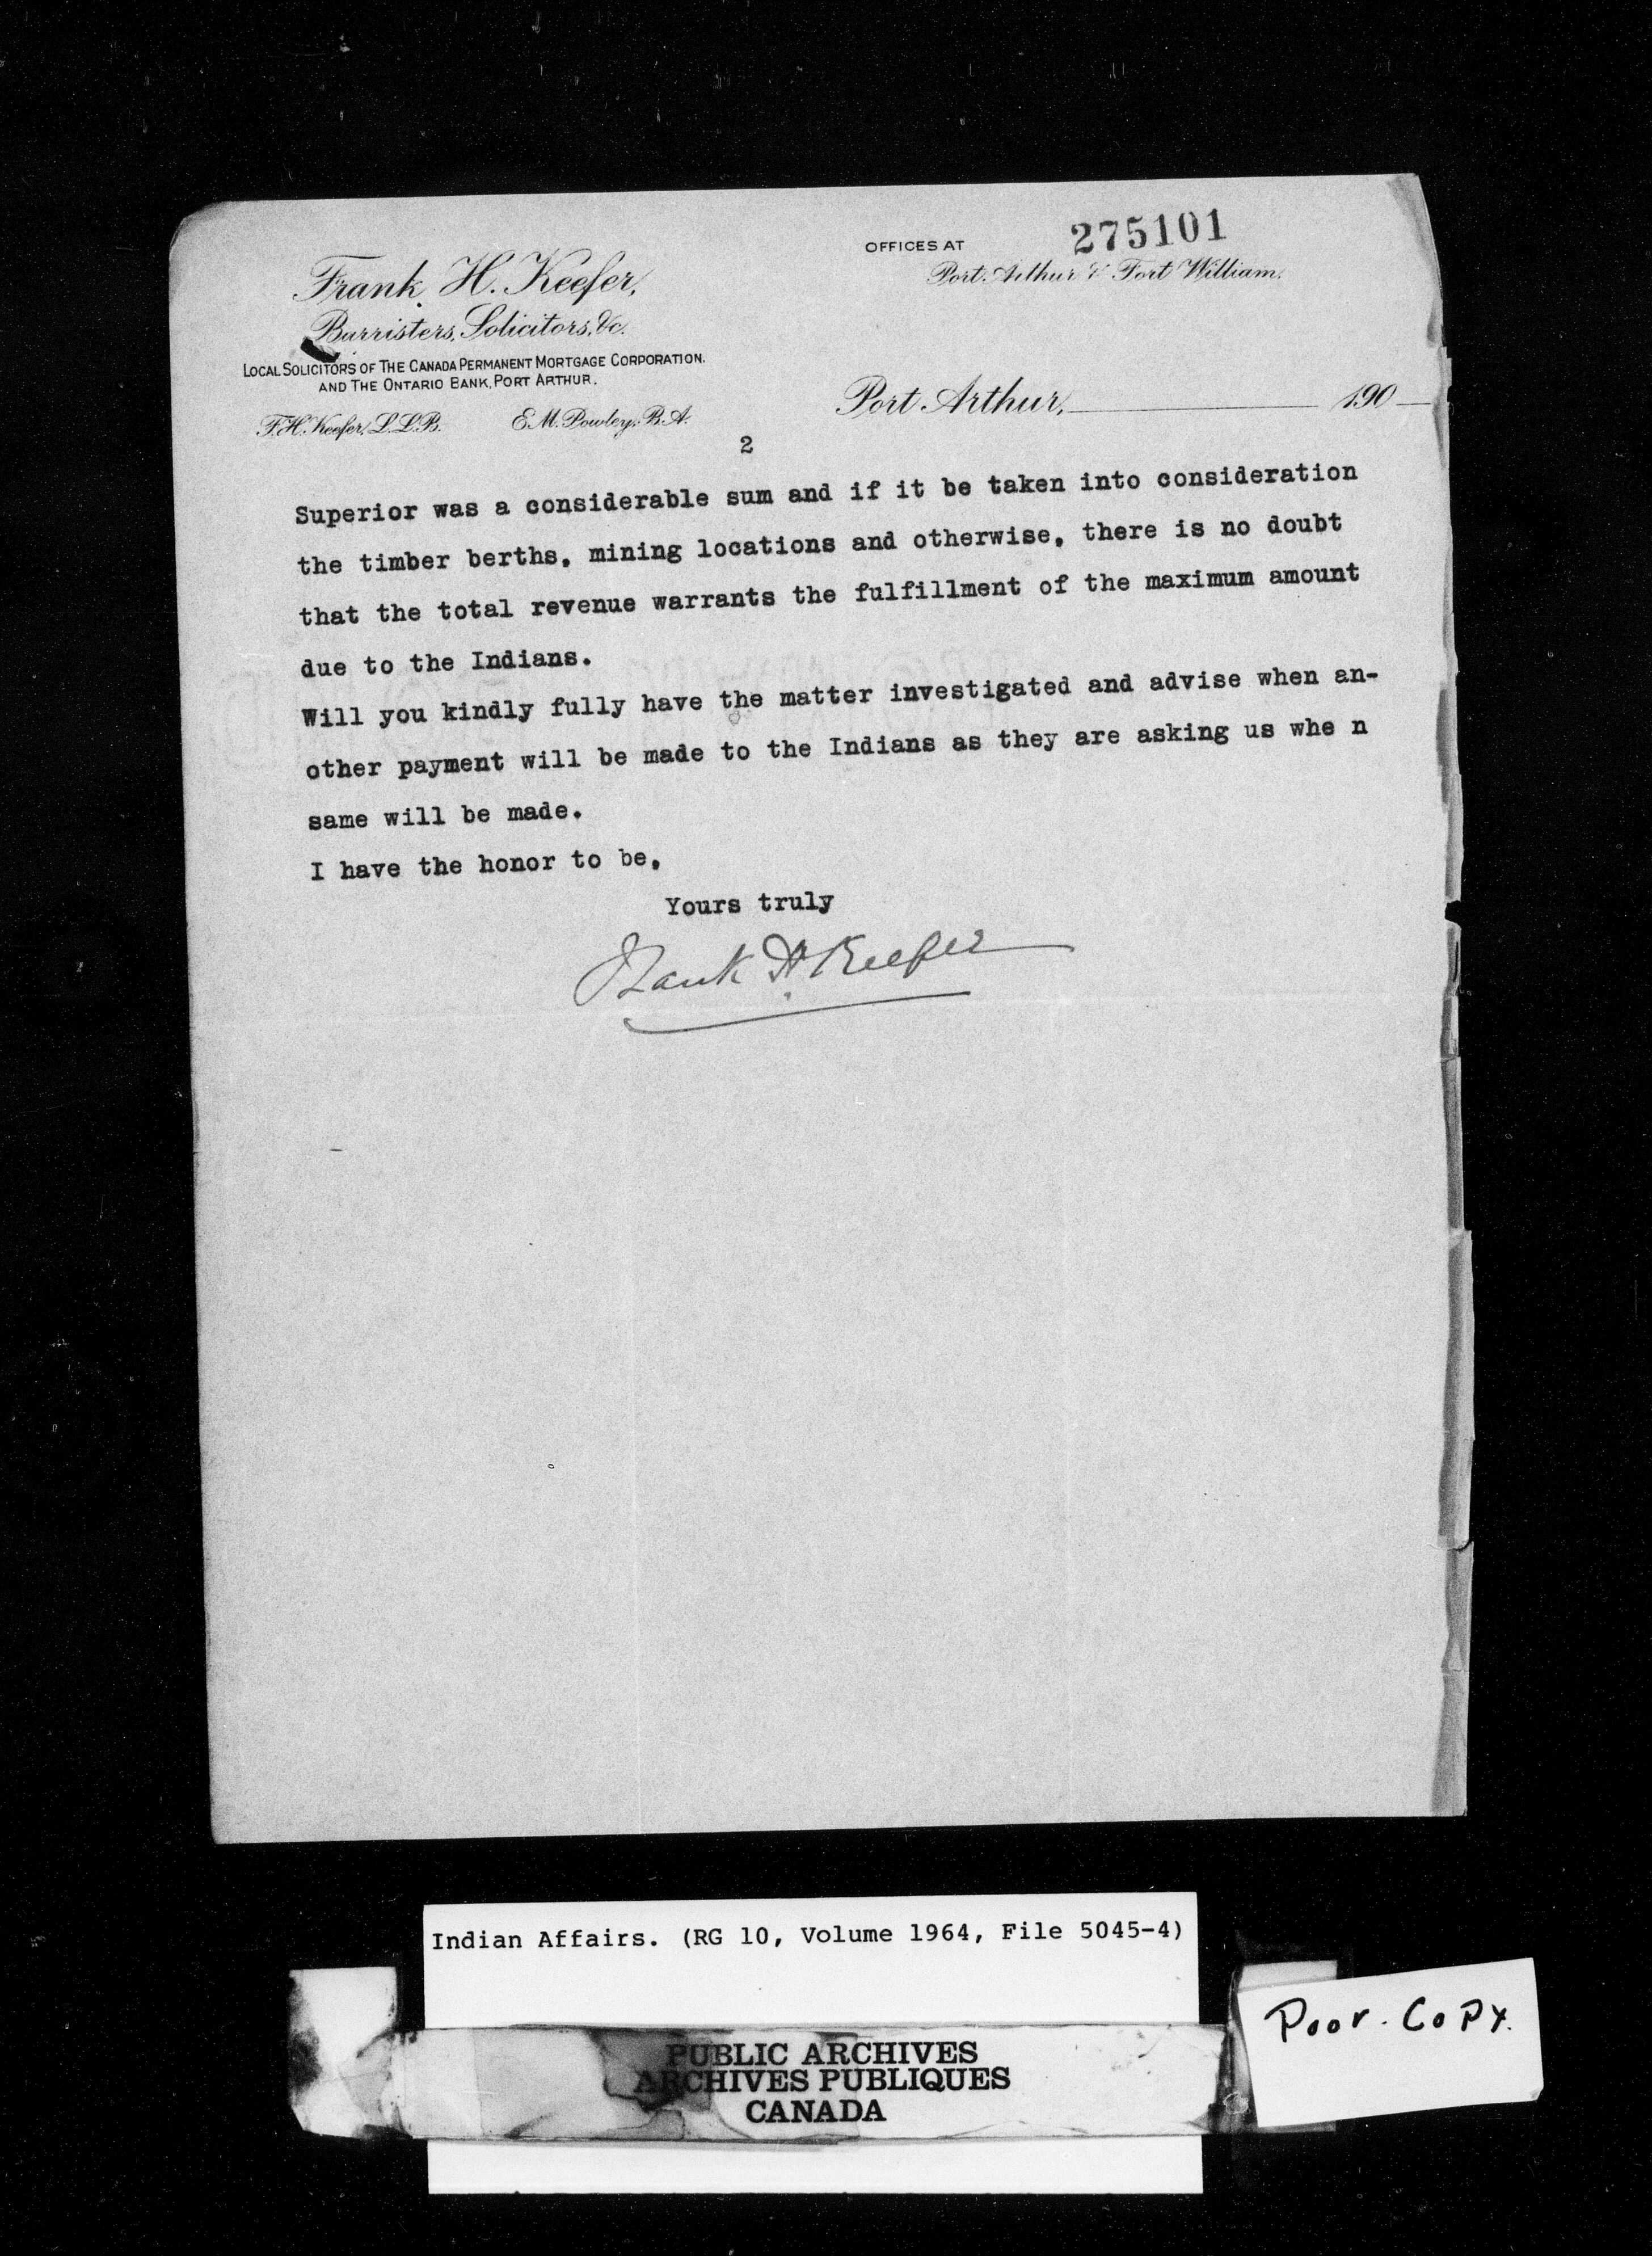 275101
OFFICES AT
Port Arthur & Fort William.
Frank H. Keefer,
Barristers, Solicitors, &c.
LOCAL SOLICITORS OF THE CANADA PERMANENT MORTGAGE CORPORATION,
AND THE ONTARIO BANK, PORT ARTHUR.
F.H. Keefer, L.L.B. E.M. Powley, B.A.
Port Arthur, 190
2
Superior was a considerable sum and if it be taken into consideration
the timber berths, mining locations and otherwise, there is no doubt
that the total revenue warrants the fulfillment of the maximum amount
due to the Indians.
Will you kindly fully have the matter investigated and advise when an-
other payment will be made to the Indians as they are asking us whe n
same will be made.
I have the honor to be,
Yours truly
Frank H Keefer
Indian Affairs. (RG 10, Volume 1964, File 5045-4)
Poor. Copy.
PUBLIC ARCHIVES
ARCHIVES PUBLIQUES
CANADA